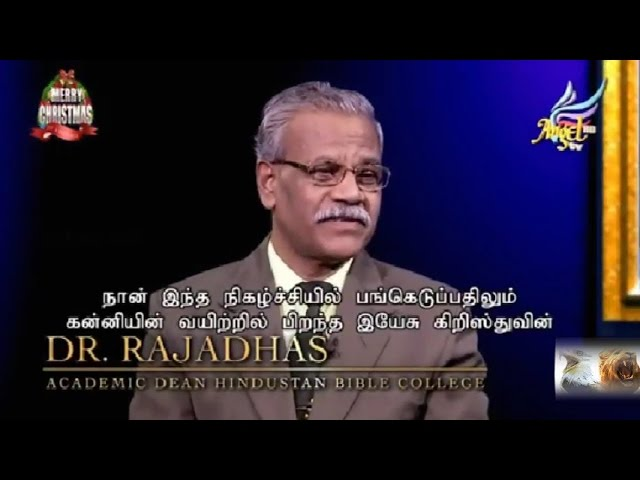 MERRY
CHRISTMAS
Angel
TV
நான் இந்த நிகழ்ச்சியில் பங்கெடுப்பதிலும்
கன்னியின் வயிற்றில் பிறந்த இயேசு கிறிஸ்துவின்
DR. RAJADHAS
ACADEMIC DEAN HINDUSTAN BIBLE COLLEGE